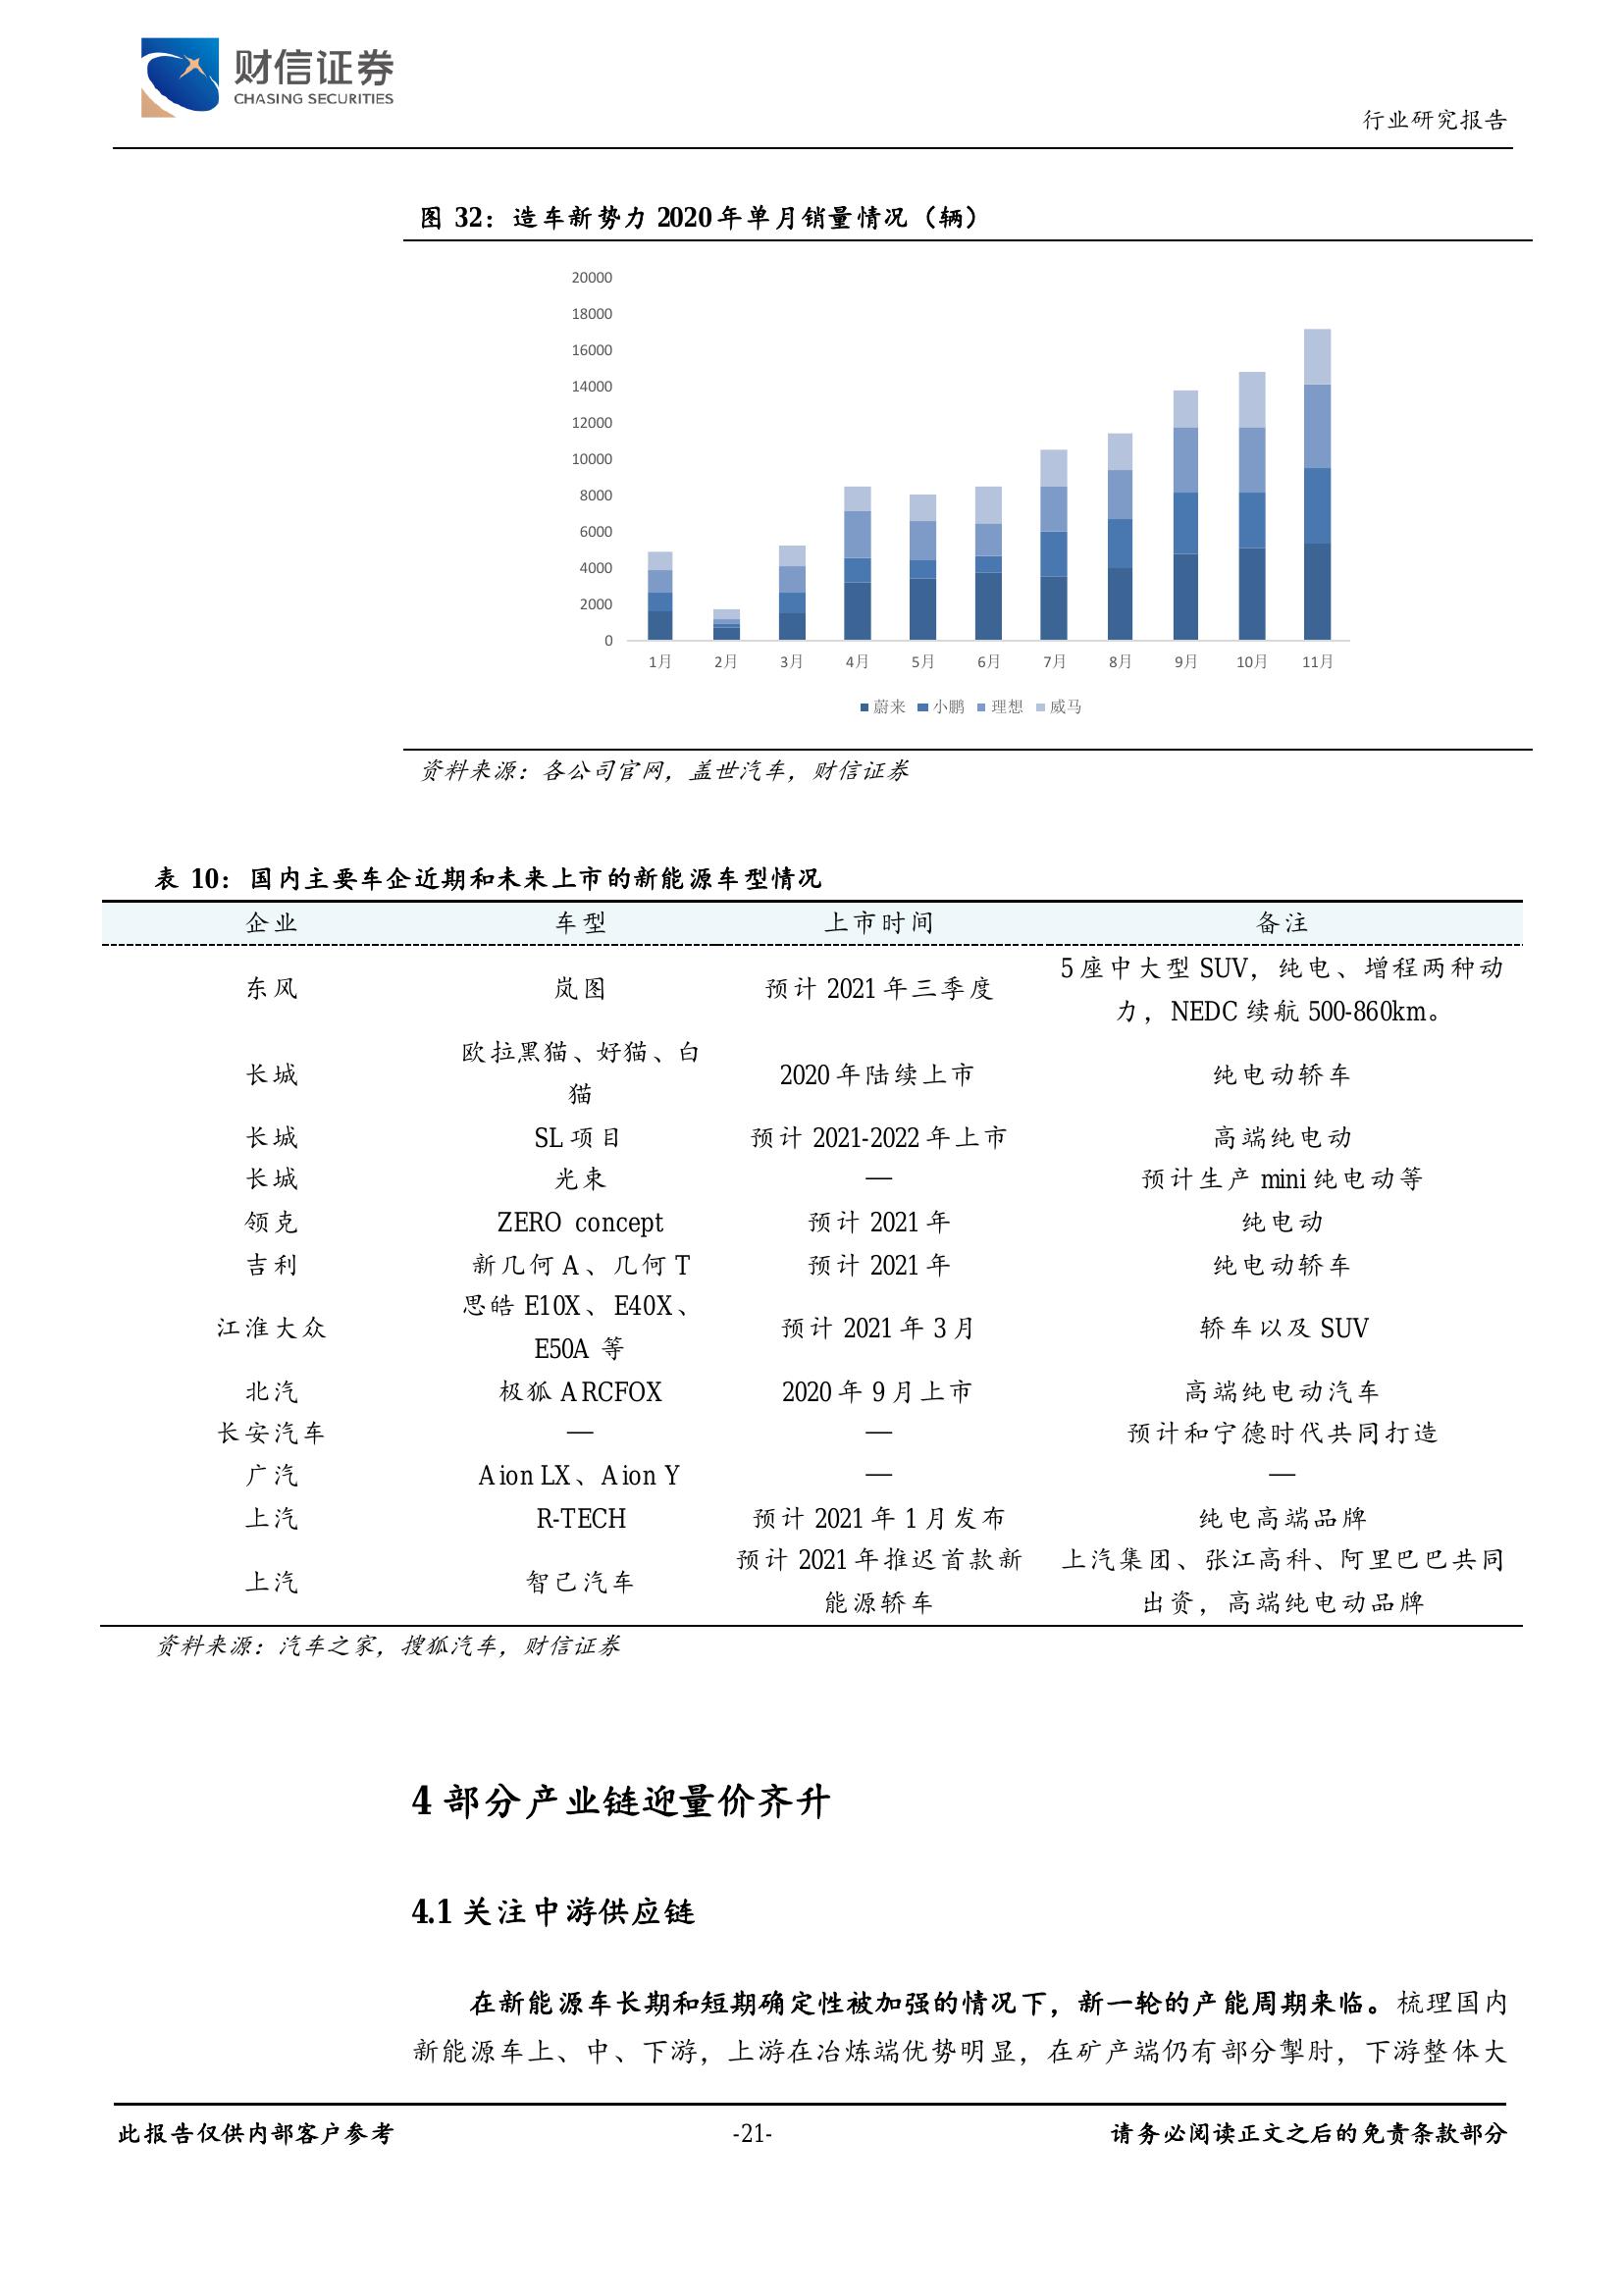 财信证券
CHASING SECURITIES
行业研究报告
图 32：造车新势力 2020 年单月销量情况（辆）
20000
18000
16000
14000
12000
10000
8000
6000
4000
2000
0
1月 2月 3月 4月 5月 6月 7月 8月 9月 10月 11月
蔚来 小鹏 理想 威马
资料来源：各公司官网，盖世汽车，财信证券
表 10：国内主要车企近期和未来上市的新能源车型情况
企业 车型 上市时间 备注
东风 岚图 预计 2021 年三季度 5 座中大型 SUV，纯电、增程两种动
力，NEDC 续航 500-860km。
长城 欧拉黑猫、好猫、白
猫 2020 年陆续上市 纯电动轿车
长城 SL 项目 预计 2021-2022 年上市 高端纯电动
长城 光束 — 预计生产 mini 纯电动等
领克 ZERO concept 预计 2021 年 纯电动
吉利 新几何 A、几何 T 预计 2021 年 纯电动轿车
江淮大众 思皓 E10X、E40X、
E50A 等 预计 2021 年 3 月 轿车以及 SUV
北汽 极狐 ARCFOX 2020 年 9 月上市 高端纯电动汽车
长安汽车 — — 预计和宁德时代共同打造
广汽 Aion LX、Aion Y — —
上汽 R-TECH 预计 2021 年 1 月发布 纯电高端品牌
上汽 智己汽车 预计 2021 年推迟首款新 上汽集团、张江高科、阿里巴巴共同
能源轿车 出资，高端纯电动品牌
资料来源：汽车之家，搜狐汽车，财信证券
4 部分产业链迎量价齐升
4.1 关注中游供应链
在新能源车长期和短期确定性被加强的情况下，新一轮的产能周期来临。梳理国内
新能源车上、中、下游，上游在冶炼端优势明显，在矿产端仍有部分掣肘，下游整体大
此报告仅供内部客户参考 -21- 请务必阅读正文之后的免责条款部分